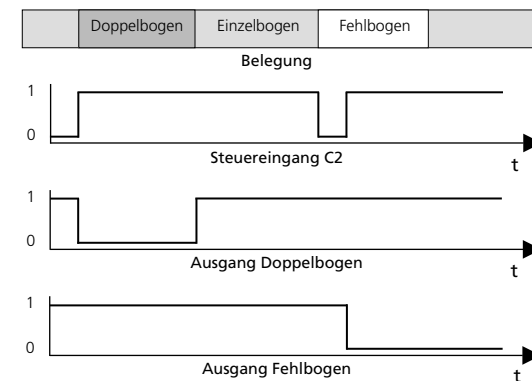 Doppelbogen Einzelbogen Fehlbogen
Belegung
1
0
Steuereingang C2
t
1
0
Ausgang Doppelbogen
t
1
0
Ausgang Fehlbogen
t